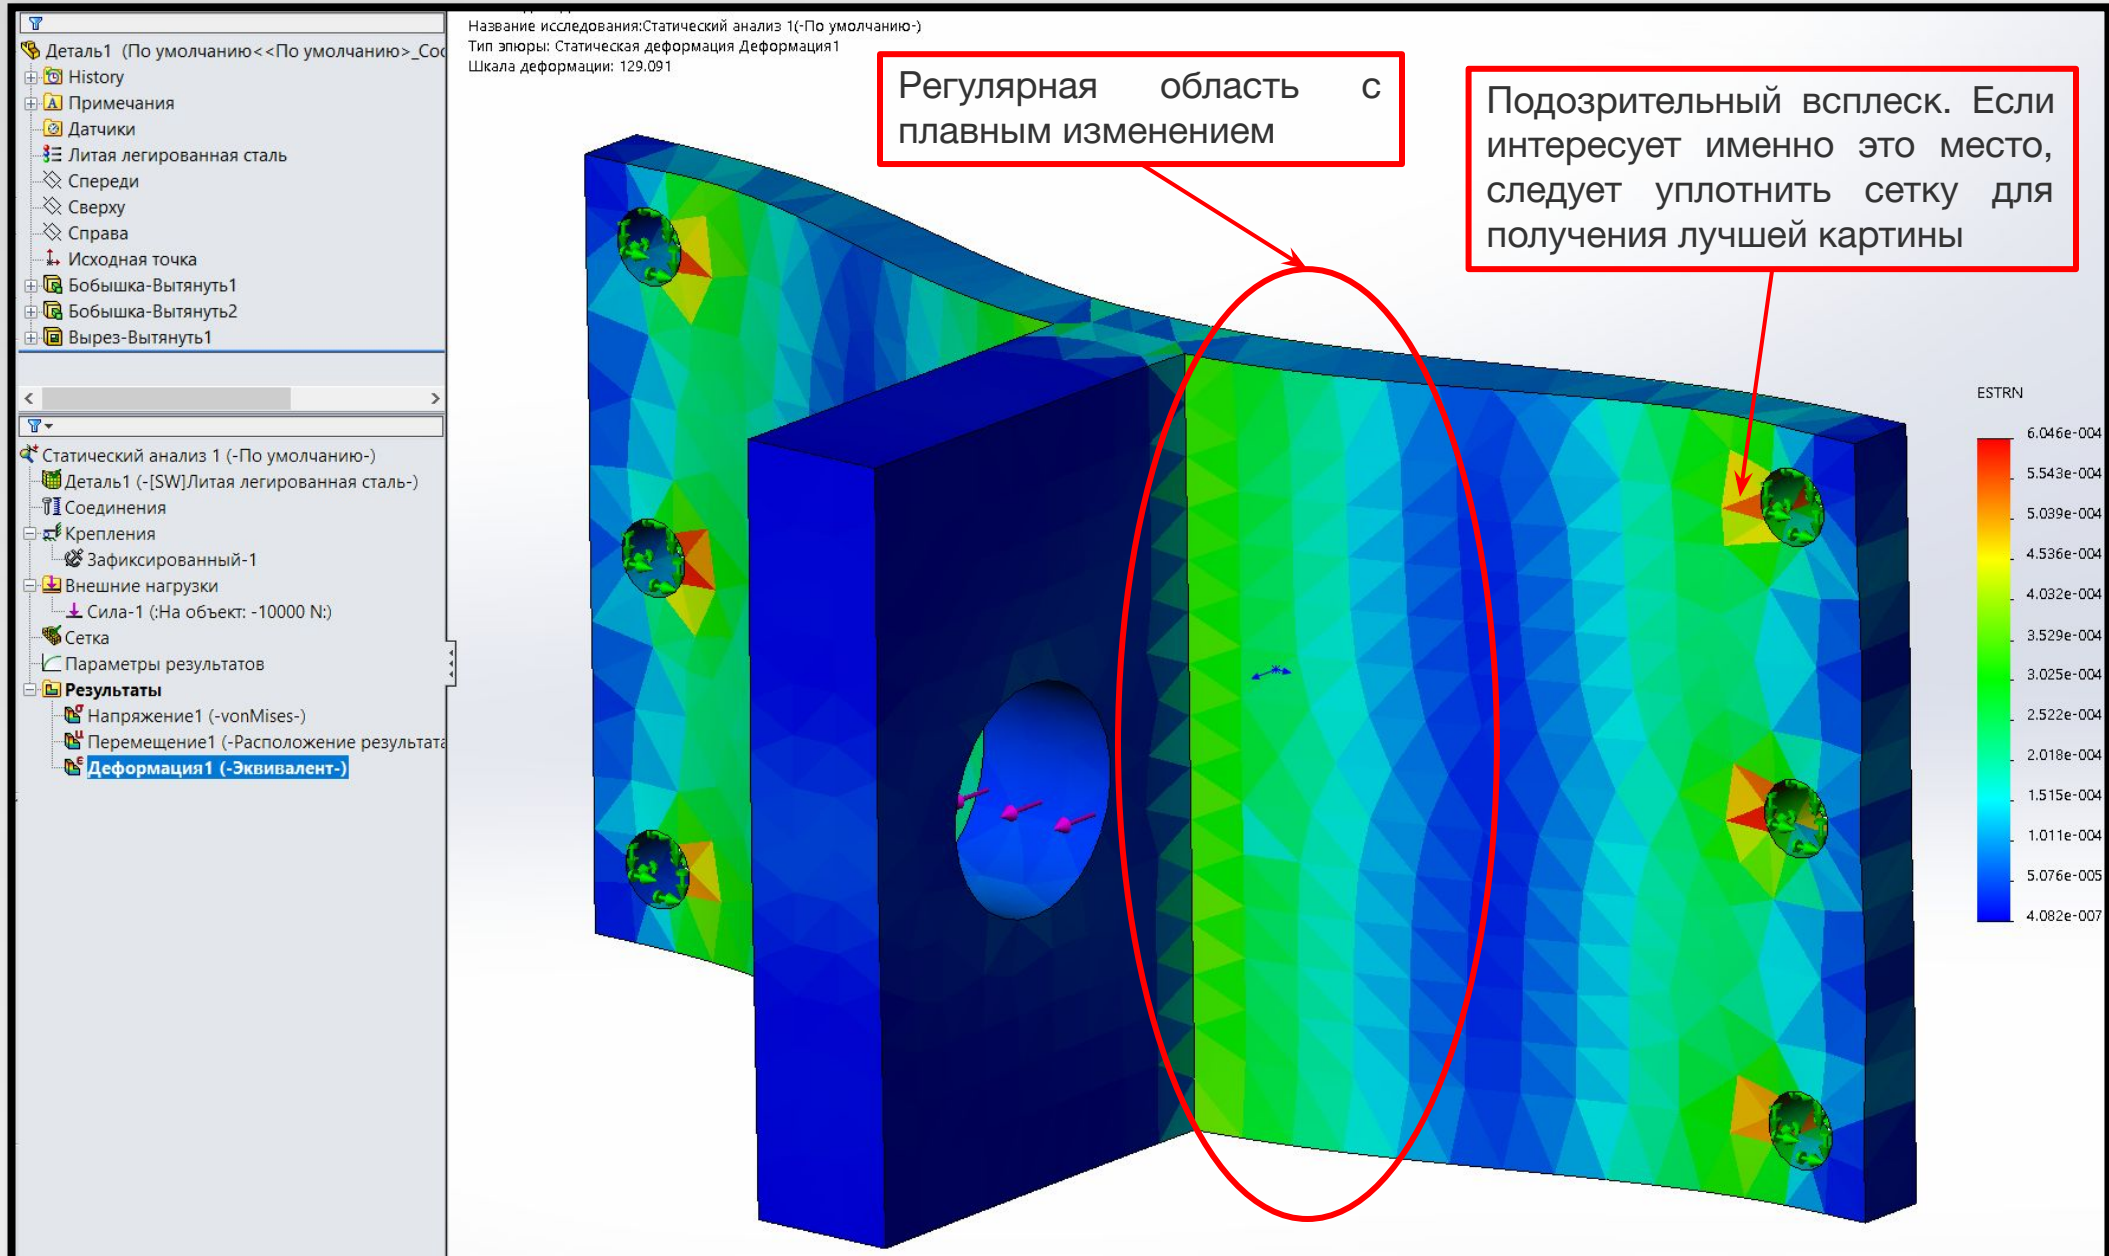 Деталь1 (По умолчанию<<По умолчанию>_Сос
History
Примечания
Датчики
Литая легированная сталь
Спереди
Сверху
Справа
Исходная точка
Бобышка-Вытянуть1
Бобышка-Вытянуть2
Вырез-Вытянуть1
Статический анализ 1 (-По умолчанию-)
Деталь1 (-[SW]Литая легированная сталь-)
Соединения
Крепления
Зафиксированный-1
Внешние нагрузки
Сила-1 (:На объект: -10000 N:)
Сетка
Параметры результатов
Результаты
Напряжение1 (-vonMises-)
Перемещение1 (-Расположение результата
Деформация1 (-Эквивалент-)
Название исследования:Статический анализ 1(-По умолчанию-)
Тип эпюры: Статическая деформация Деформация1
Шкала деформации: 129.091
Регулярная область с
плавным изменением
Подозрительный всплеск. Если
интересует именно это место,
следует уплотнить сетку для
получения лучшей картины
ESTRN
6.046e-004
5.543e-004
5.039e-004
4.536e-004
4.032e-004
3.529e-004
3.025e-004
2.522e-004
2.018e-004
1.515e-004
1.011e-004
5.076e-005
4.082e-007